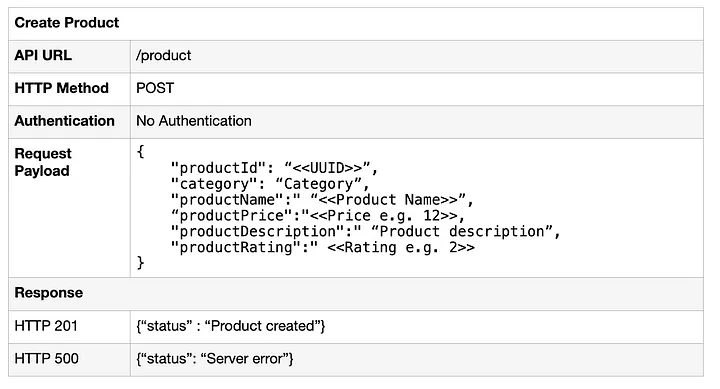 Create Product
API URL /product
HTTP Method POST
Authentication No Authentication
Request Payload
{
"productId": “<<UUID>>”,
"category": “Category”,
"productName":" “<<Product Name>>”,
“productPrice":"<<Price e.g. 12>>,
"productDescription":" “Product description”,
"productRating":" <<Rating e.g. 2>>
}
Response
HTTP 201 {“status” : “Product created”}
HTTP 500 {“status”: “Server error”}